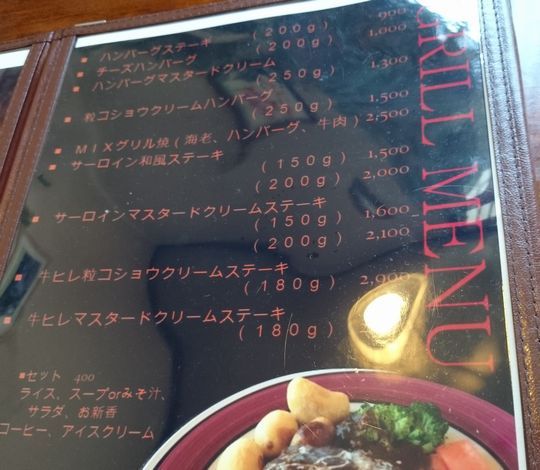 GRILL MENU
■ ハンバーグステーキ (200g) 900
■ チーズハンバーグ (200g) 1,000
■ ハンバーグマスタードクリーム
(250g) 1,300
■ 粒コショウクリームハンバーグ
(250g) 1,500
■ MIXグリル焼(海老、ハンバーグ、牛肉) 2,500
■ サーロイン和風ステーキ
(150g) 1,500
(200g) 2,000
■ サーロインマスタードクリームステーキ
(150g) 1,600
(200g) 2,100
■ 牛ヒレ粒コショウクリームステーキ
(180g) 2,900
■ 牛ヒレマスタードクリームステーキ
(180g)
■セット 400
ライス、スープorみそ汁、
サラダ、お新香
コーヒー、アイスクリーム